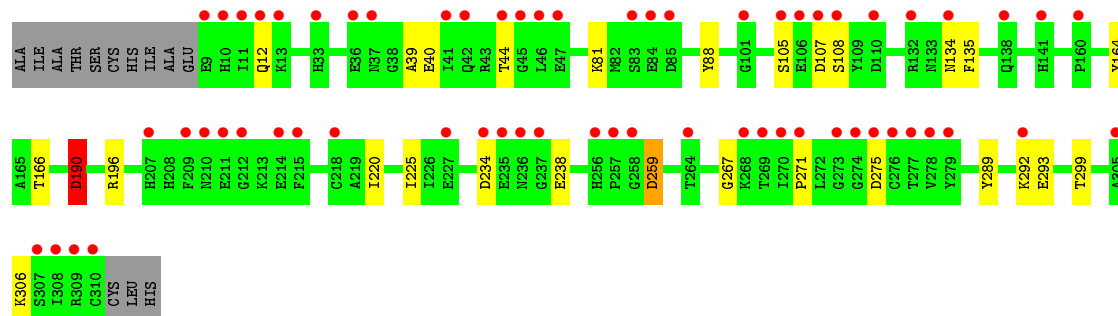 ALA ILE ALA THR SER CYS HIS ILE ALA GLU E9 H10 I11 Q12 K13 H33 E36 N37 G38 A39 E40 I41 Q42 R43 T44 G45 L46 E47 K81 M82 S83 E84 D85 Y88 G101 S105 E106 D107 S108 Y109 D110 R132 N133 N134 F135 Q138 H141 P160 Y164
A165 T166 D190 R196 H207 H208 F209 N210 E211 G212 K213 E214 F215 C218 A219 I220 I225 I226 E227 D234 E235 N236 G237 E238 H256 P257 G258 D259 T264 G267 K268 T269 I270 P271 L272 G273 G274 D275 C276 T277 V278 Y279 Y289 K292 E293 T299 A305
K306 S307 I308 R309 C310 CYS LEU HIS